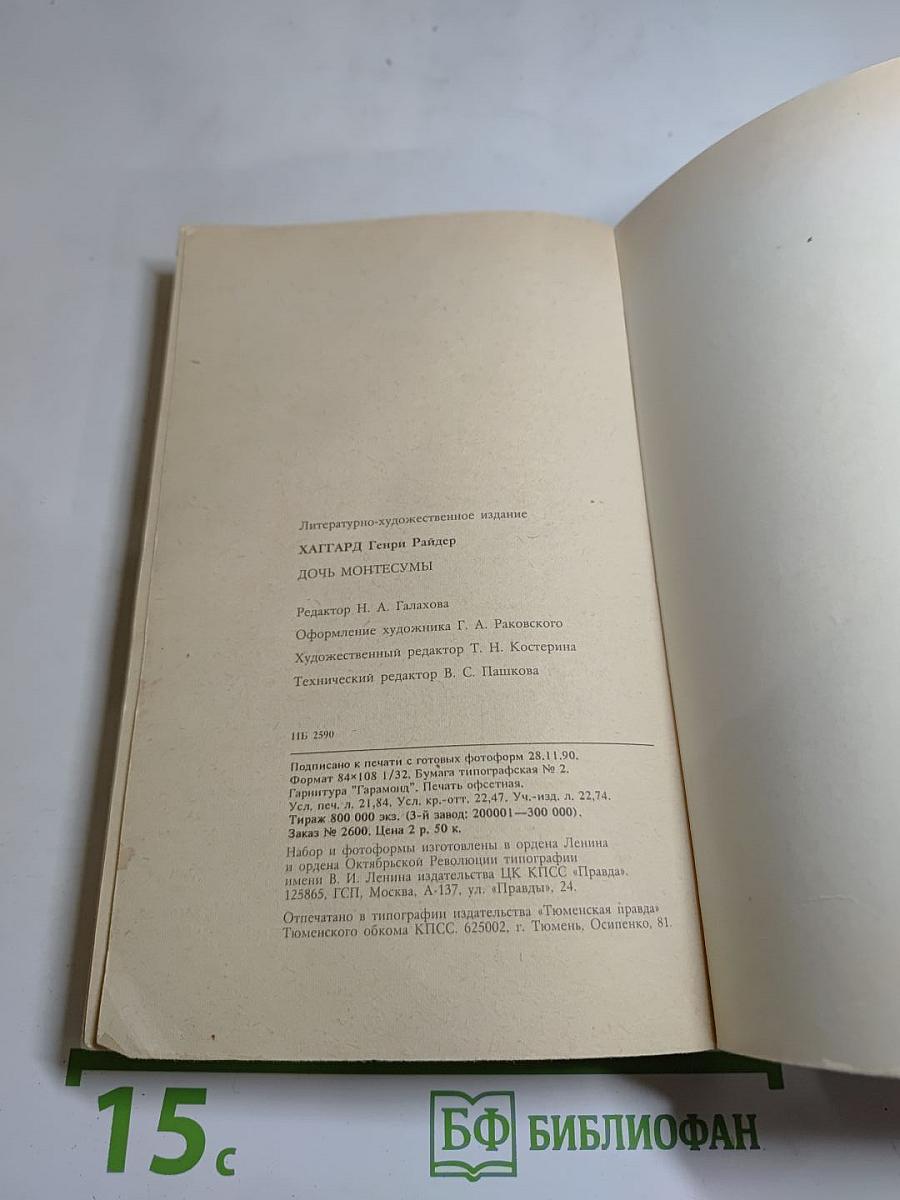 Литературно-художественное издание
ХАГГАРД Генри Райдер
ДОЧЬ МОНТЕСУМЫ
Редактор Н. А. Галахова
Оформление художника Г. А. Раковского
Художественный редактор Т. Н. Костерина
Технический редактор В. С. Пашкова
ИБ 2590
Подписано к печати с готовых фотоформ 28.11.90.
Формат 84×108 1/32. Бумага типографская № 2.
Гарнитура "Гарамонд". Печать офсетная.
Усл. печ. л. 21,84. Усл. кр.-отт. 22,47. Уч.-изд. л. 22,74.
Тираж 800 000 экз. (3-й завод: 200001—300 000).
Заказ № 2600. Цена 2 р. 50 к.
Набор и фотоформы изготовлены в ордена Ленина
и ордена Октябрьской Революции типографии
имени В. И. Ленина издательства ЦК КПСС «Правда».
125865, ГСП, Москва, А-137, ул. «Правды», 24.
Отпечатано в типографии издательства «Тюменская правда»
Тюменского обкома КПСС. 625002, г. Тюмень, Осипенко, 81.
15 с
БФ БИБЛИОФАН